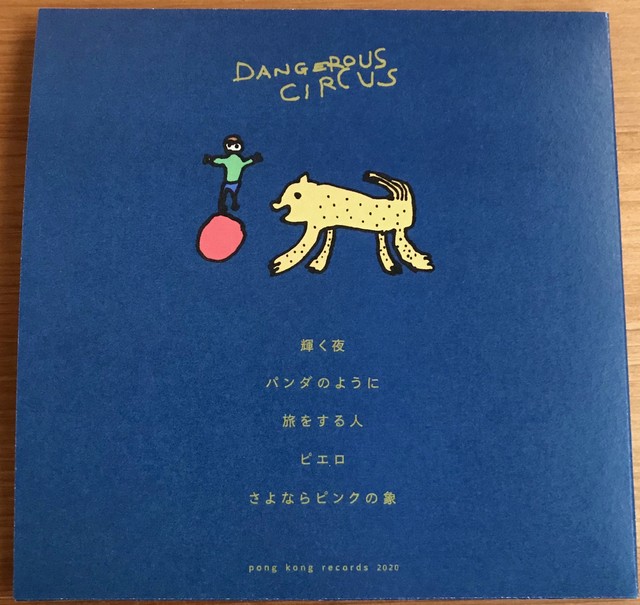 DANGEROUS
CIRCUS
輝く夜
パンダのように
旅をする人
ピエロ
さよならピンクの象
pong kong records 2020